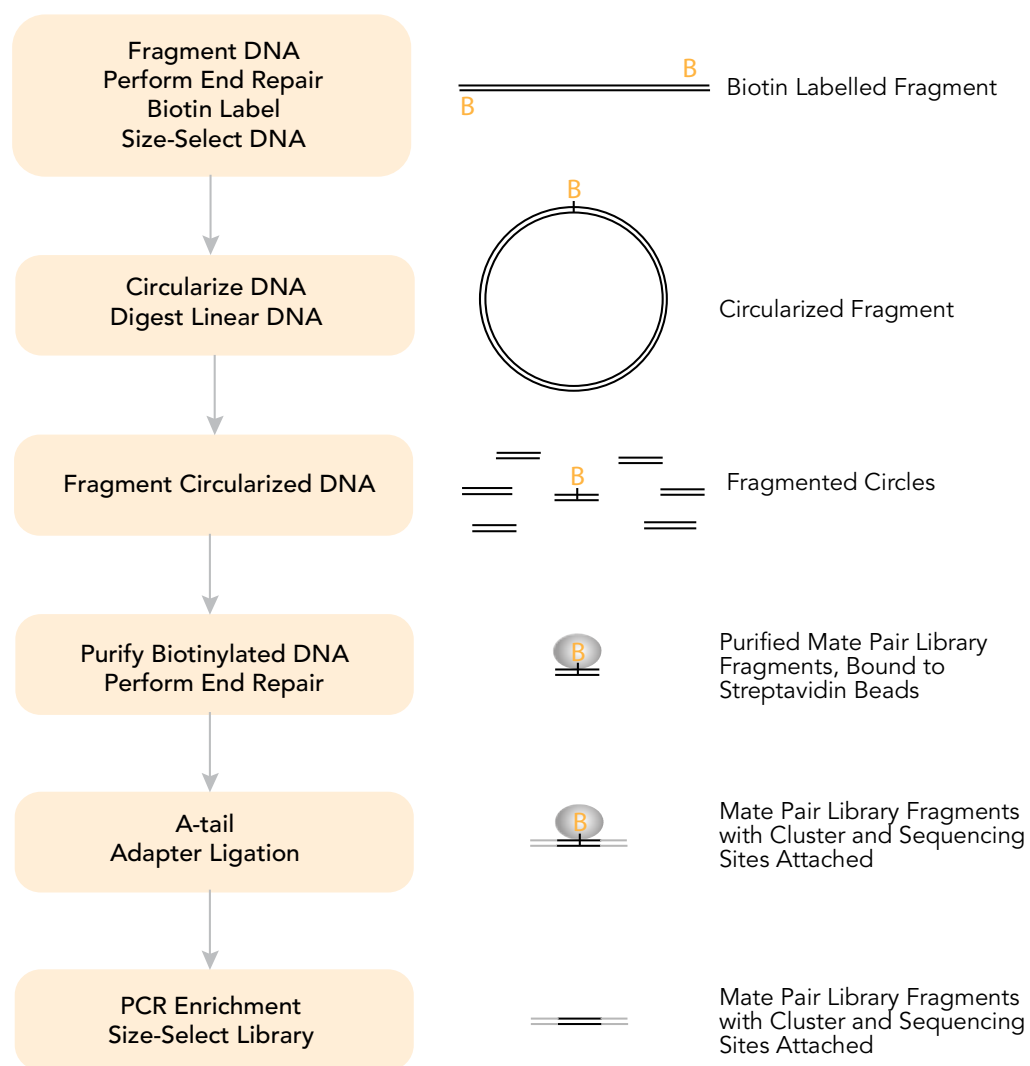 Fragment DNA
Perform End Repair
Biotin Label
Size-Select DNA
B
B
Biotin Labelled Fragment
B
Circularize DNA
Digest Linear DNA
Circularized Fragment
Fragment Circularized DNA
B
Fragmented Circles
Purify Biotinylated DNA
Perform End Repair
B
Purified Mate Pair Library
Fragments, Bound to
Streptavidin Beads
A-tail
Adapter Ligation
B
Mate Pair Library Fragments
with Cluster and Sequencing
Sites Attached
PCR Enrichment
Size-Select Library
Mate Pair Library Fragments
with Cluster and Sequencing
Sites Attached